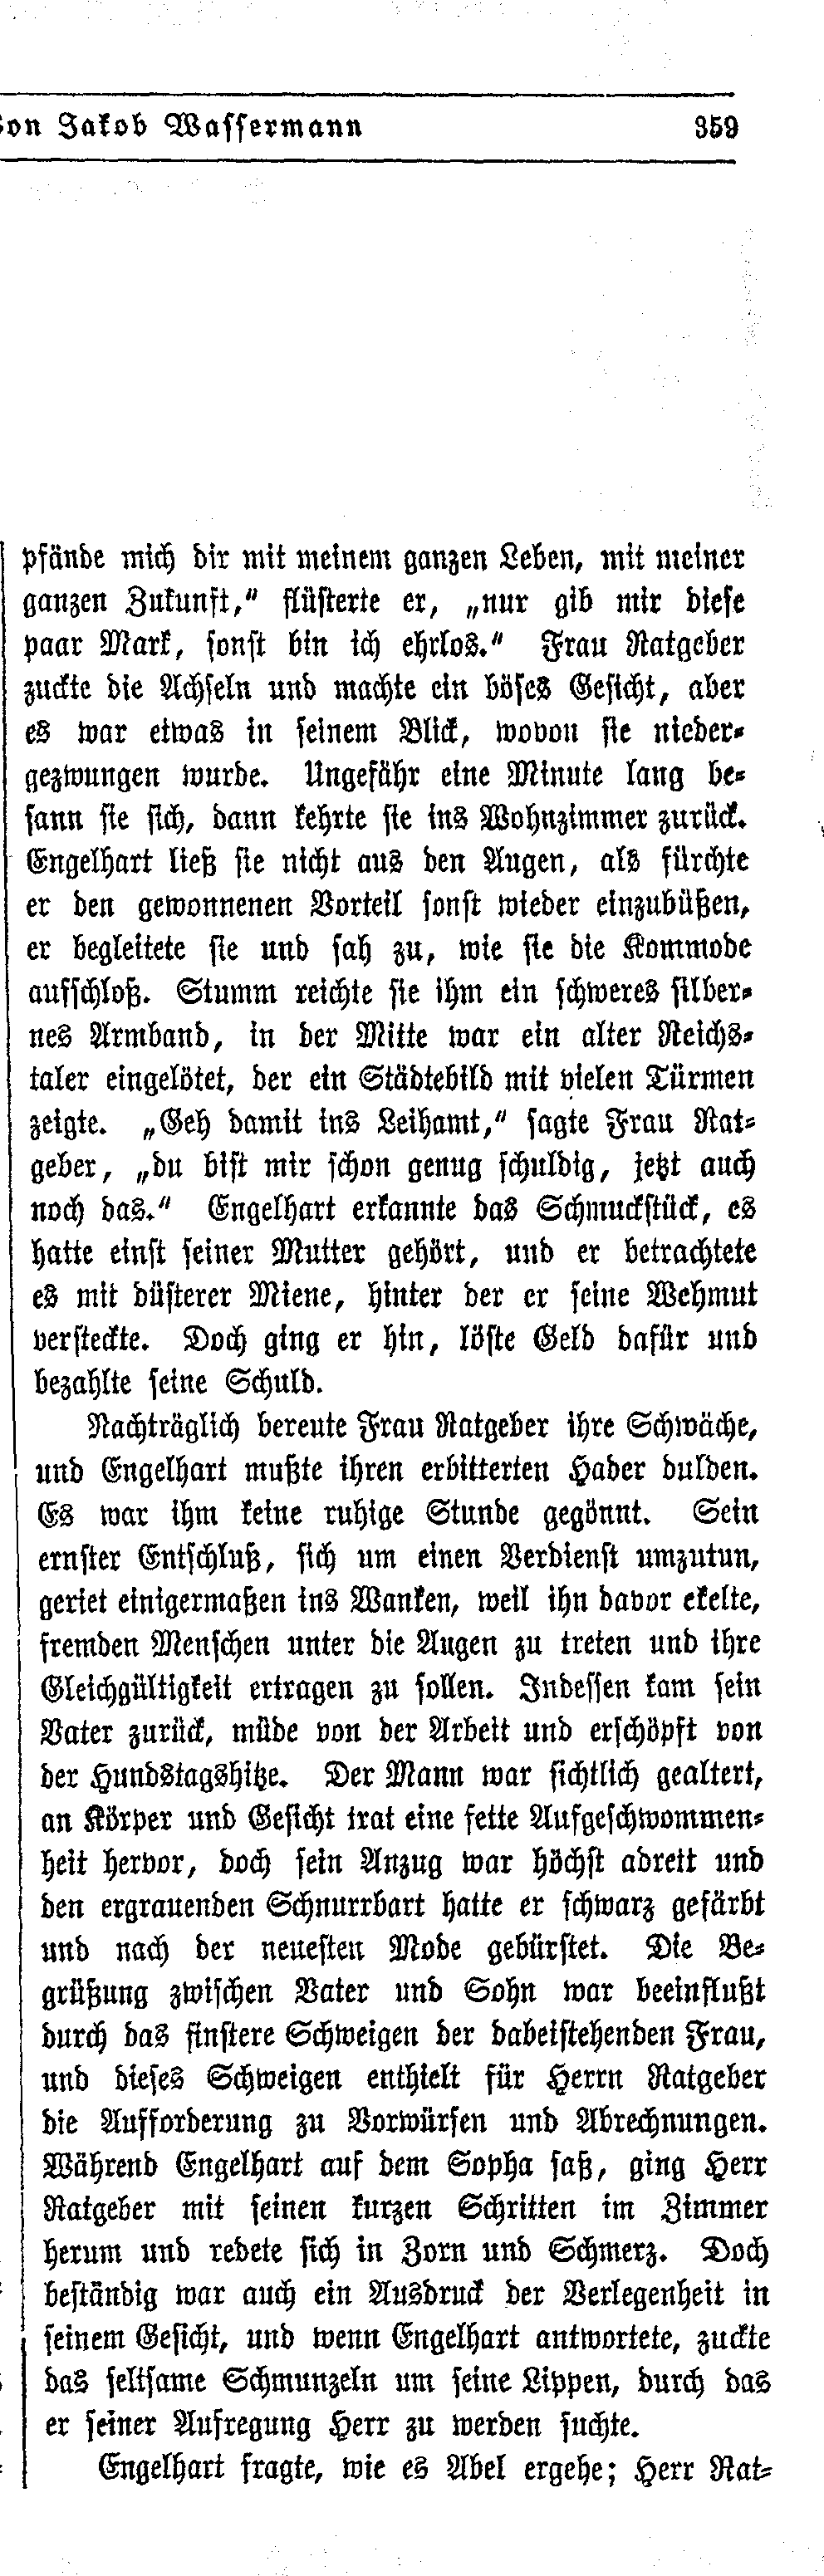 von Jakob Wassermann 359
pfände mich dir mit meinem ganzen Leben, mit meiner
ganzen Zukunft,“ flüsterte er, „nur gib mir diese
paar Mark, sonst bin ich ehrlos.“ Frau Ratgeber
zuckte die Achseln und machte ein böses Gesicht, aber
es war etwas in seinem Blick, wovon sie nieder-
gezwungen wurde. Ungefähr eine Minute lang be-
sann sie sich, dann kehrte sie ins Wohnzimmer zurück.
Engelhart ließ sie nicht aus den Augen, als fürchte
er den gewonnenen Vorteil sonst wieder einzubüßen,
er begleitete sie und sah zu, wie sie die Kommode
aufschloß. Stumm reichte sie ihm ein schweres silber-
nes Armband, in der Mitte war ein alter Reichs-
taler eingelötet, der ein Städtebild mit vielen Türmen
zeigte. „Geh damit ins Leihamt,“ sagte Frau Rat-
geber, „du bist mir schon genug schuldig, jetzt auch
noch das.“ Engelhart erkannte das Schmuckstück, es
hatte einst seiner Mutter gehört, und er betrachtete
es mit düsterer Miene, hinter der er seine Wehmut
versteckte. Doch ging er hin, löste Geld dafür und
bezahlte seine Schuld.
Nachträglich bereute Frau Ratgeber ihre Schwäche,
und Engelhart mußte ihren erbitterten Hader dulden.
Es war ihm keine ruhige Stunde gegönnt. Sein
ernster Entschluß, sich um einen Verdienst umzutun,
geriet einigermaßen ins Wanken, weil ihn davor ekelte,
fremden Menschen unter die Augen zu treten und ihre
Gleichgültigkeit ertragen zu sollen. Indessen kam sein
Vater zurück, müde von der Arbeit und erschöpft von
der Hundstagshitze. Der Mann war sichtlich gealtert,
an Körper und Gesicht trat eine fette Aufgeschwommen-
heit hervor, doch sein Anzug war höchst adrett und
den ergrauenden Schnurrbart hatte er schwarz gefärbt
und nach der neuesten Mode gebürstet. Die Be-
grüßung zwischen Vater und Sohn war beeinflußt
durch das finstere Schweigen der dabeistehenden Frau,
und dieses Schweigen enthielt für Herrn Ratgeber
die Aufforderung zu Vorwürfen und Abrechnungen.
Während Engelhart auf dem Sopha saß, ging Herr
Ratgeber mit seinen kurzen Schritten im Zimmer
herum und redete sich in Zorn und Schmerz. Doch
beständig war auch ein Ausdruck der Verlegenheit in
seinem Gesicht, und wenn Engelhart antwortete, zuckte
das seltsame Schmunzeln um seine Lippen, durch das
er seiner Aufregung Herr zu werden suchte.
Engelhart fragte, wie es Abel ergehe; Herr Rat-